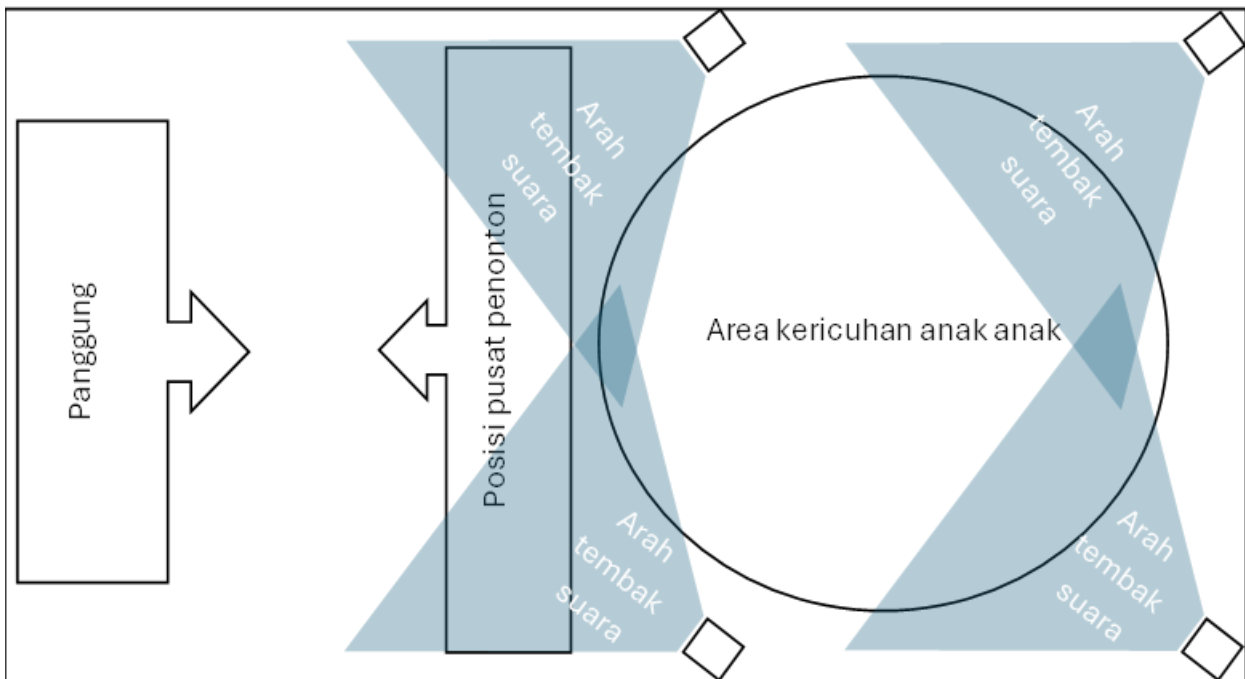 Panggung
Posisi pusat penonton
Arah
tembak
suara
Arah
tembak
suara
Area kericuhan anak anak
Arah
tembak
suara
Arah
tembak
suara